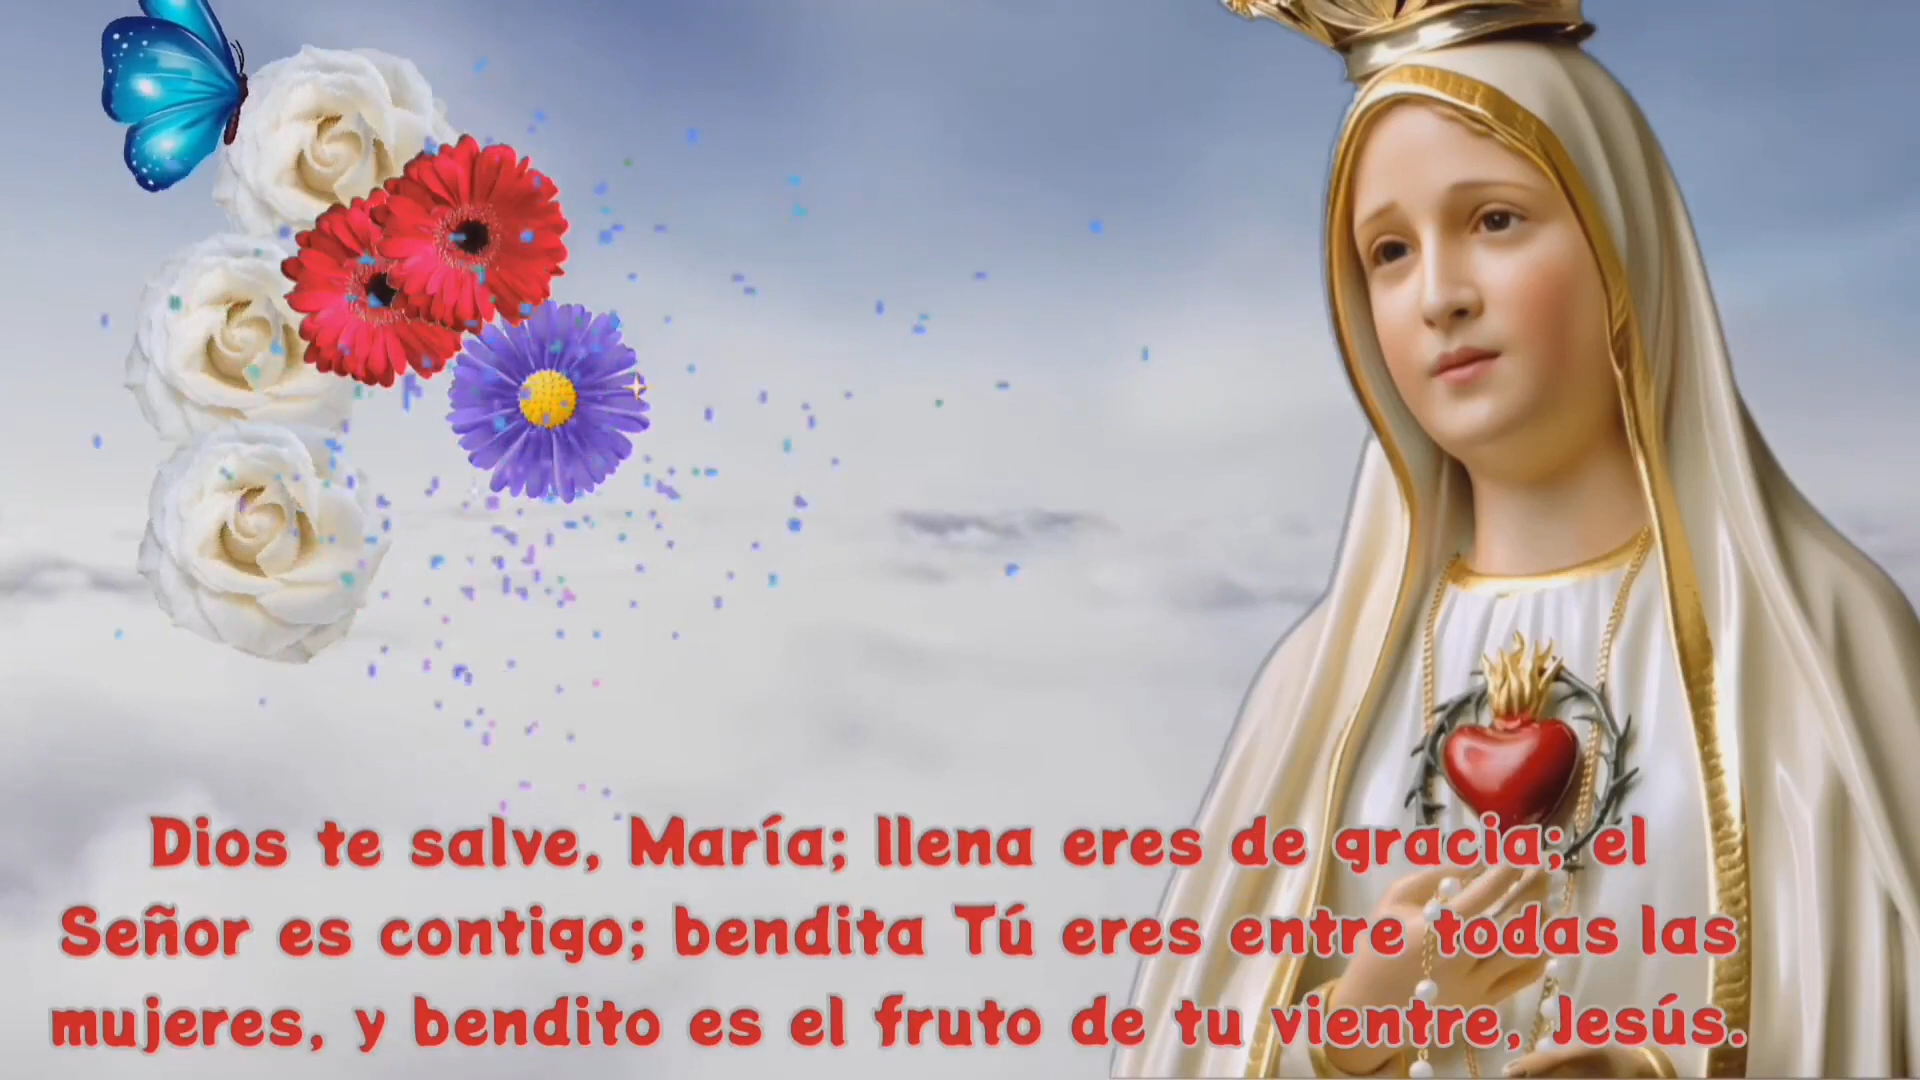 Dios te salve, María; llena eres de gracia; el
Señor es contigo; bendita Tú eres entre todas las
mujeres, y bendito es el fruto de tu vientre, Jesús.